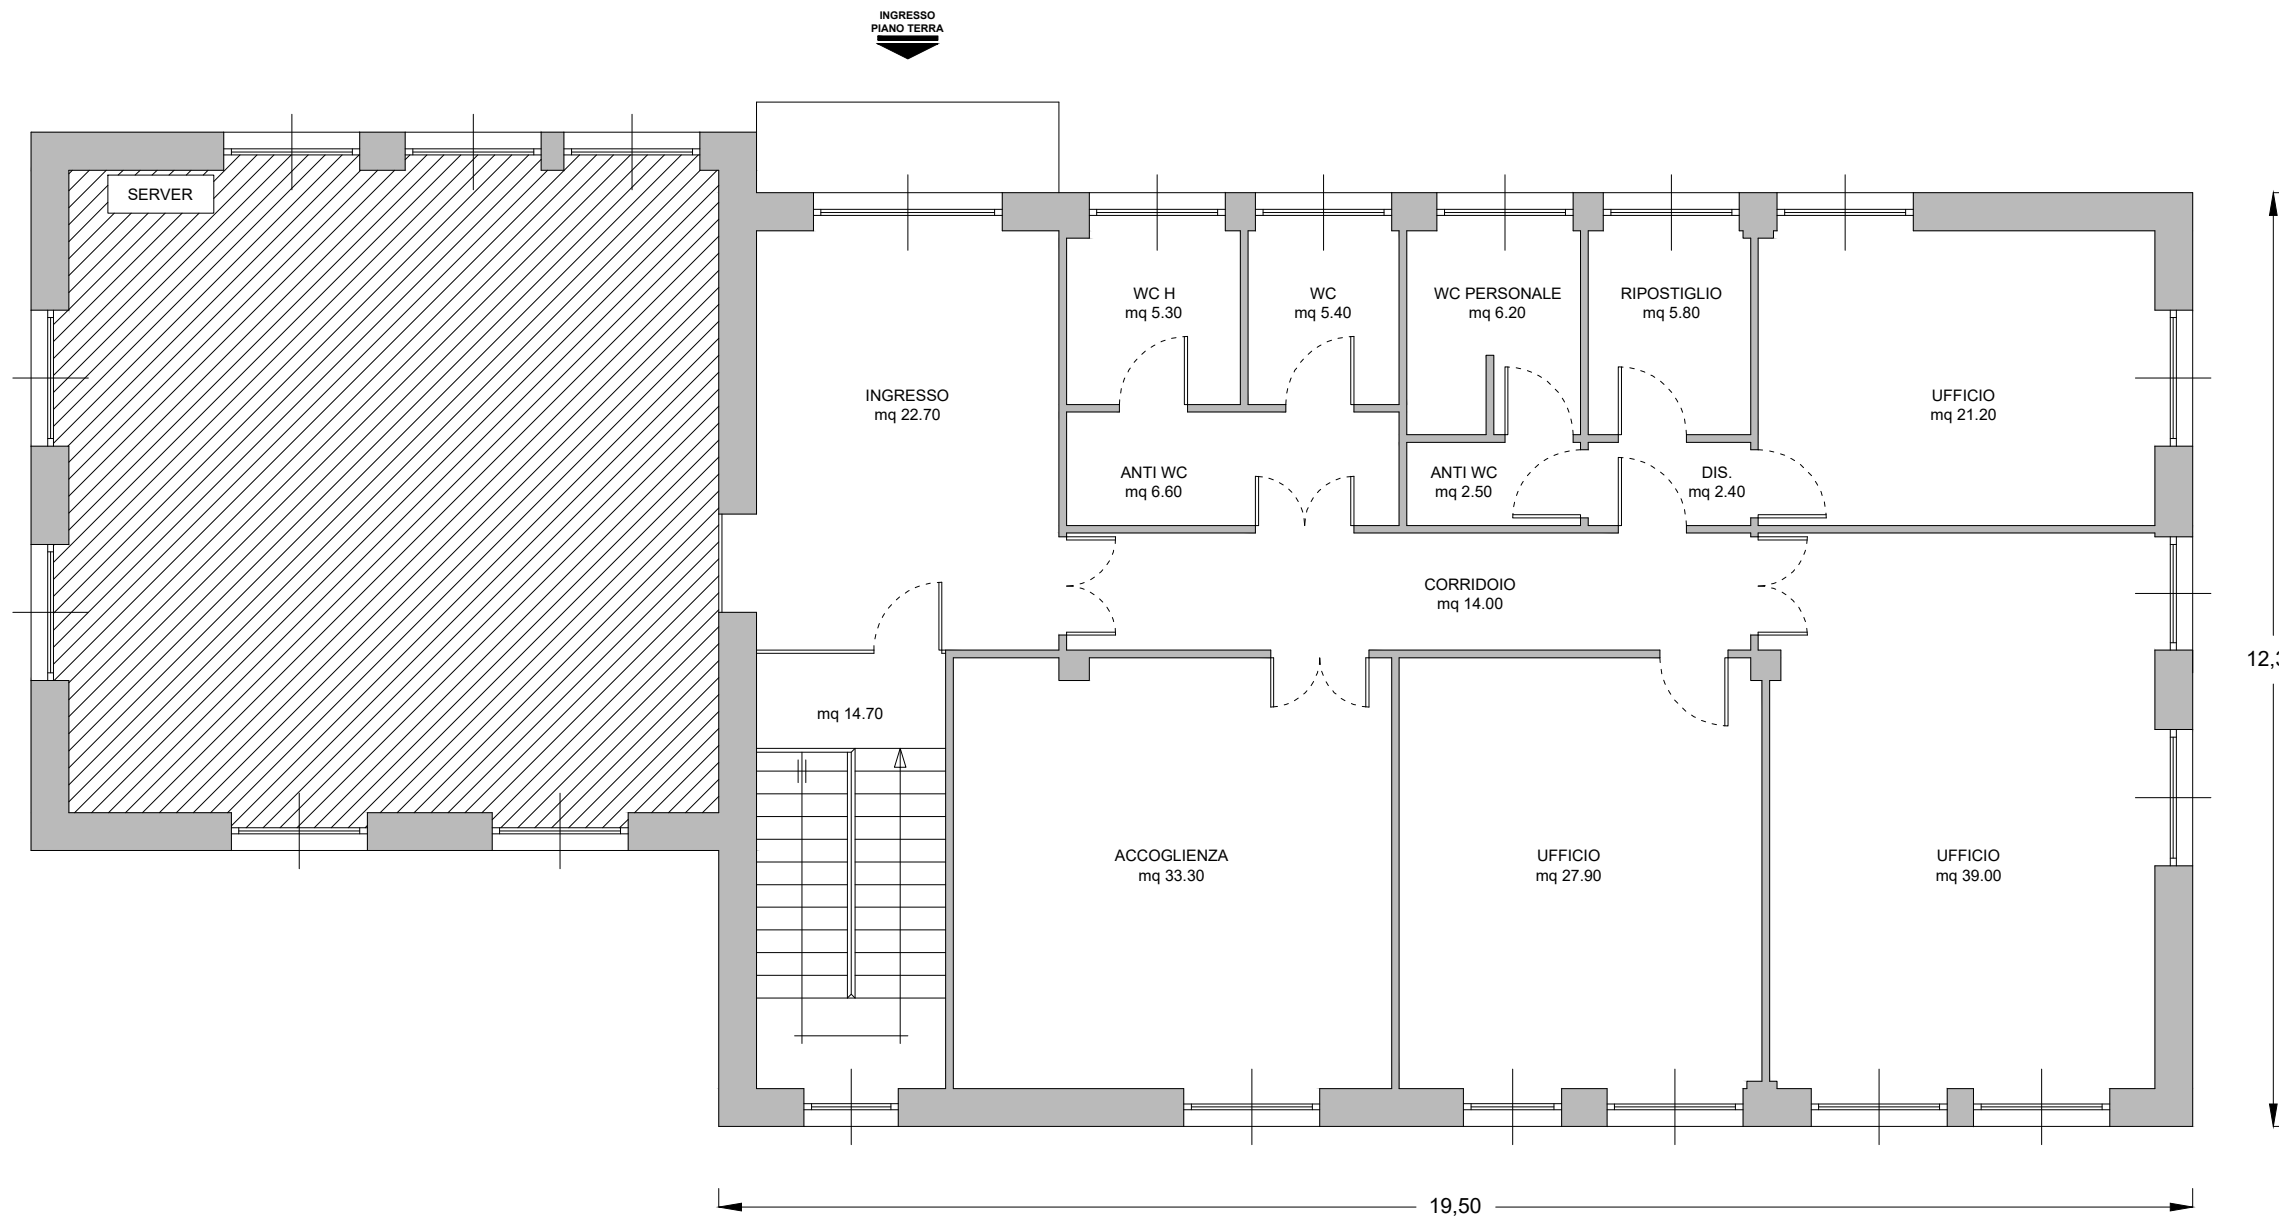 INGRESSO
PIANO TERRA
SERVER
WC H
mq 5.30
WC
mq 5.40
WC PERSONALE
mq 6.20
RIPOSTIGLIO
mq 5.80
INGRESSO
mq 22.70
UFFICIO
mq 21.20
ANTI WC
mq 6.60
ANTI WC
mq 2.50
DIS.
mq 2.40
CORRIDOIO
mq 14.00
12,3
mq 14.70
ACCOGLIENZA
mq 33.30
UFFICIO
mq 27.90
UFFICIO
mq 39.00
19,50